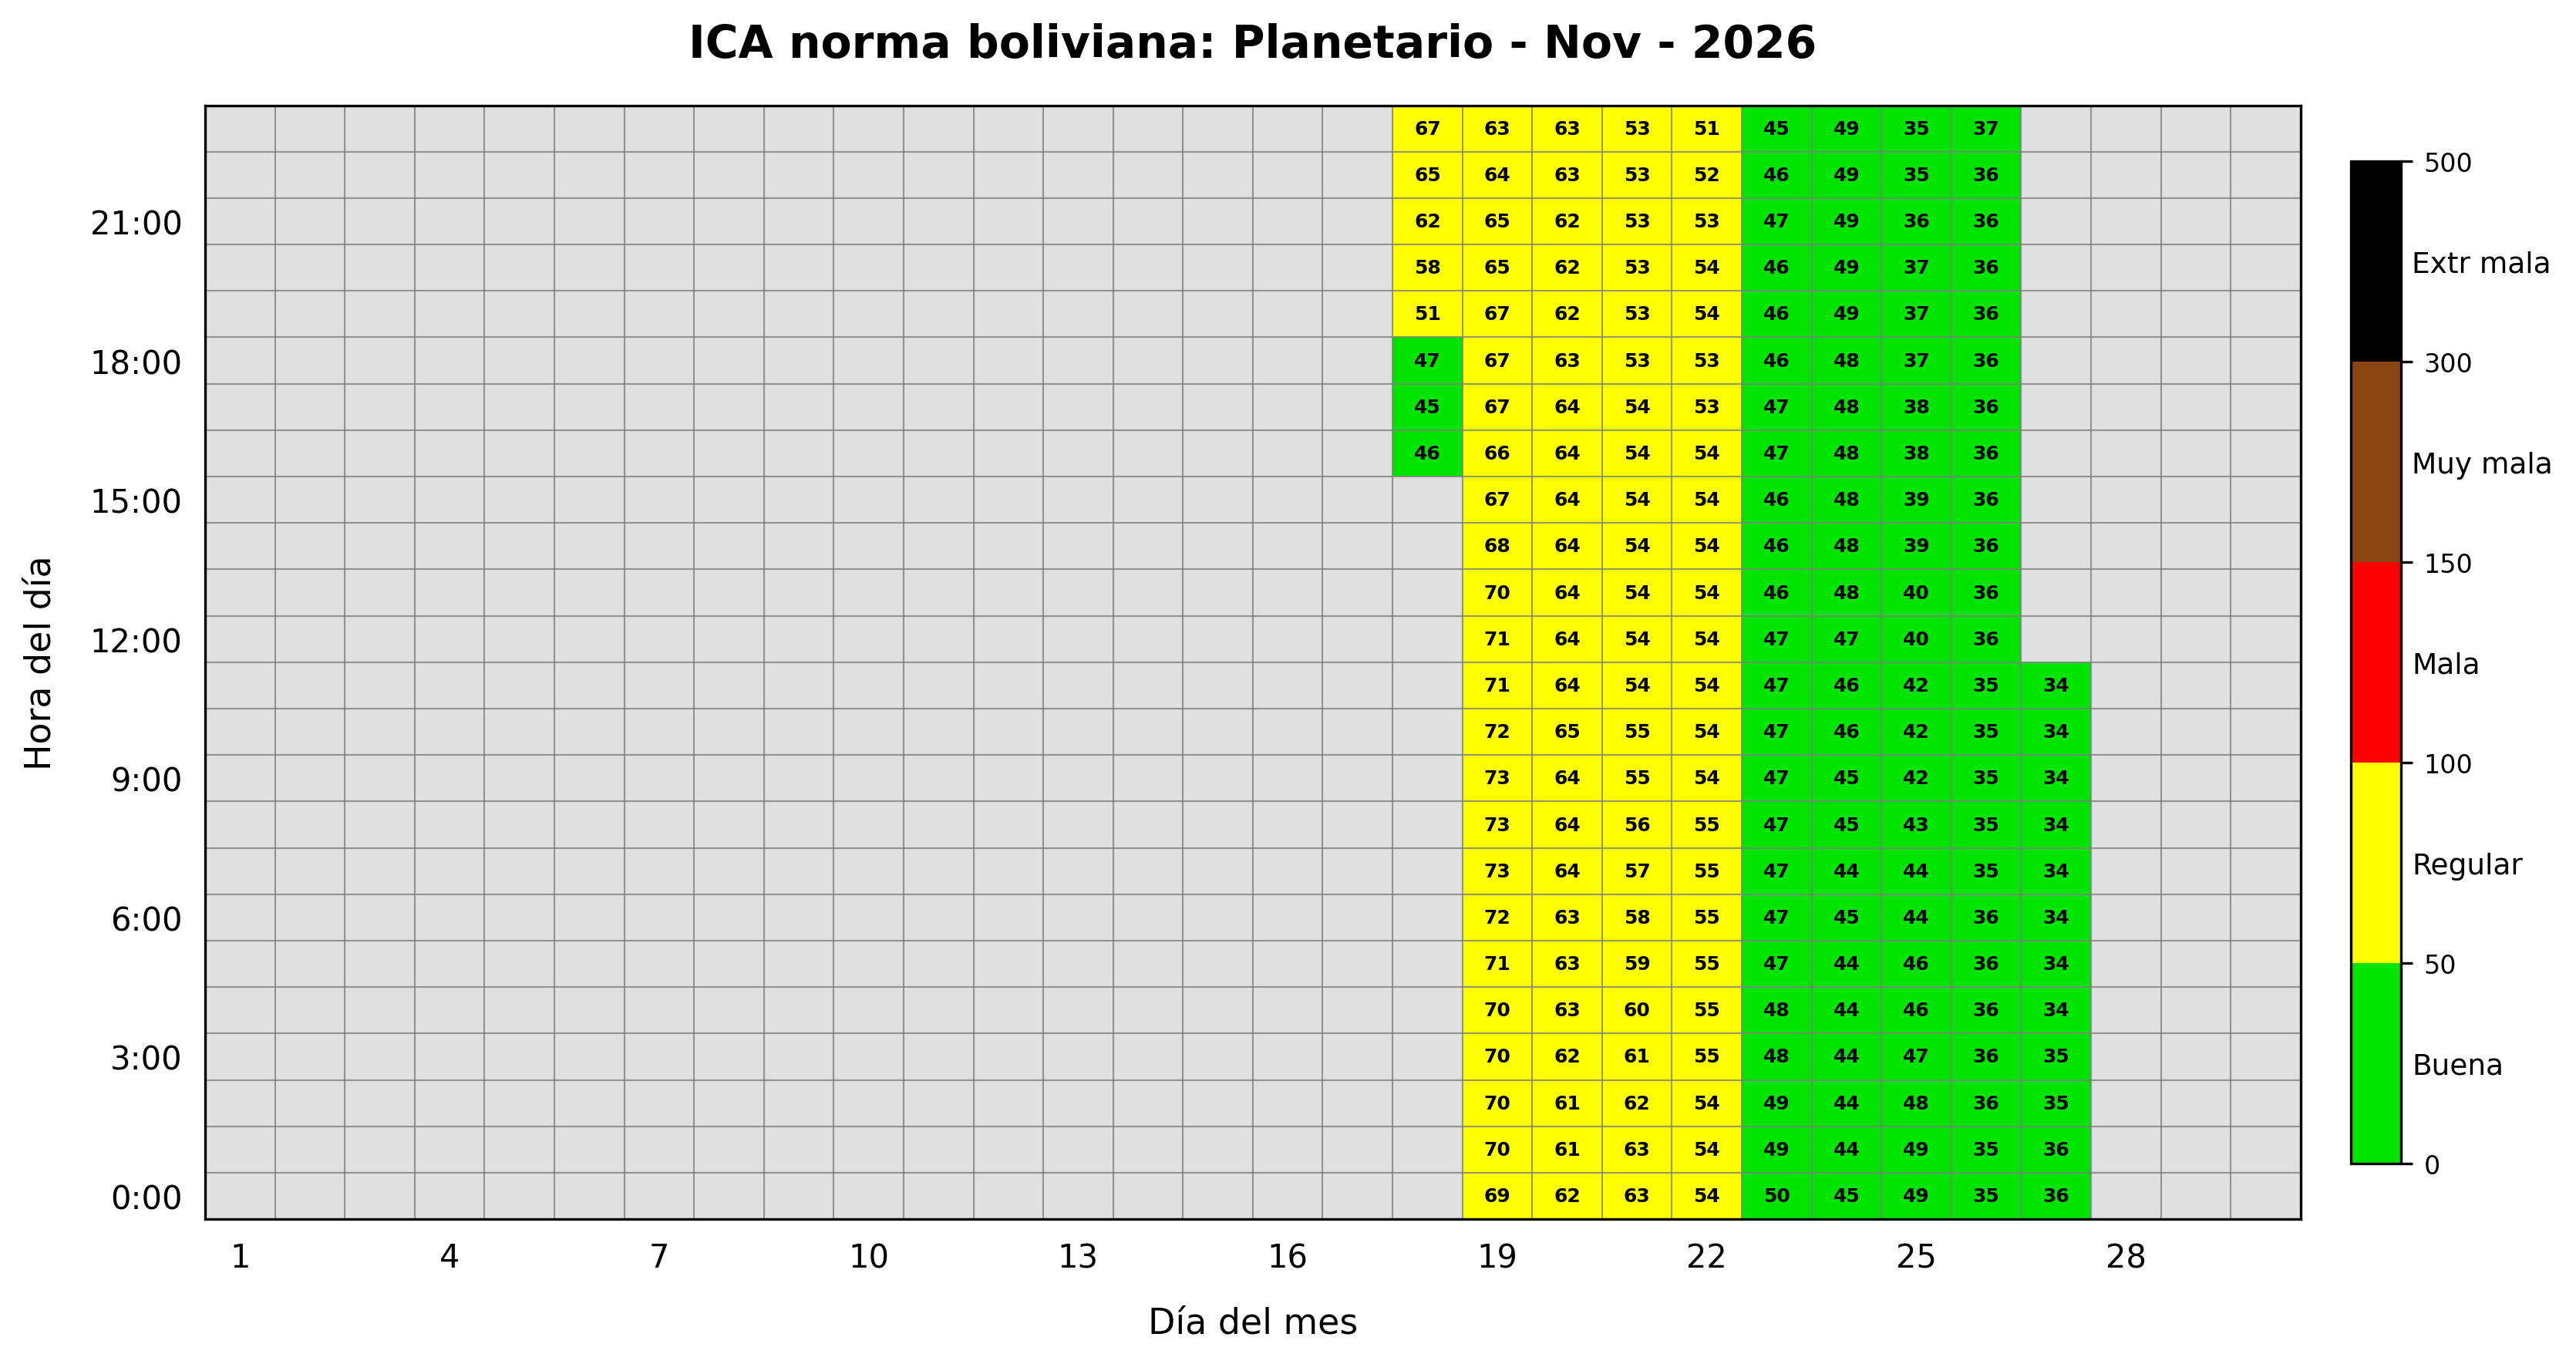 ICA norma boliviana: Planetario - Nov - 2026
67 63 63 53 51 45 49 35 37
65 64 63 53 52 46 49 35 36
21:00 62 65 62 53 53 47 49 36 36
58 65 62 53 54 46 49 37 36
51 67 62 53 54 46 49 37 36
18:00 47 67 63 53 53 46 48 37 36
45 67 64 54 53 47 48 38 36
46 66 64 54 54 47 48 38 36
15:00 67 64 54 54 46 48 39 36
68 64 54 54 46 48 39 36
70 64 54 54 46 48 40 36
12:00 71 64 54 54 47 47 40 36
71 64 54 54 47 46 42 35 34
72 65 55 54 47 46 42 35 34
9:00 73 64 55 54 47 45 42 35 34
73 64 56 55 47 45 43 35 34
73 64 57 55 47 44 44 35 34
6:00 72 63 58 55 47 45 44 36 34
71 63 59 55 47 44 46 36 34
70 63 60 55 48 44 46 36 34
3:00 70 62 61 55 48 44 47 36 35
70 61 62 54 49 44 48 36 35
70 61 63 54 49 44 49 35 36
0:00 69 62 63 54 50 45 49 35 36
1 4 7 10 13 16 19 22 25 28
Día del mes
Hora del día
500
Extr mala
300
Muy mala
150
Mala
100
Regular
50
Buena
0